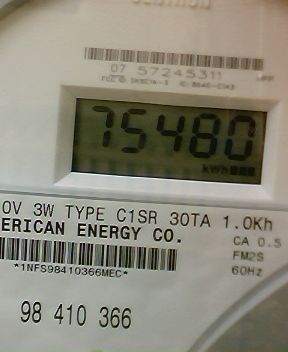 07 57245311
75480
kWh
0V 3W TYPE C1SR 30TA 1.0Kh
ERICAN ENERGY CO.
CA 0.5
FM2S
*1NFS98410366MEC*
60Hz
98 410 366